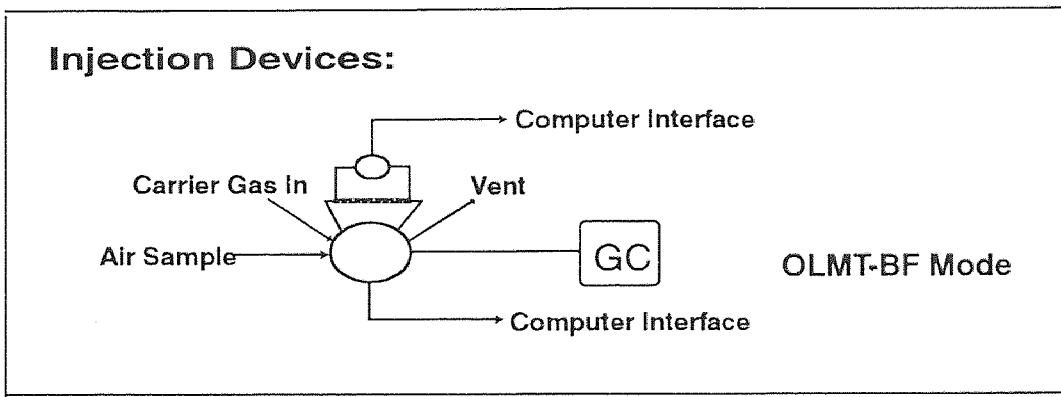 Injection Devices:
Computer Interface
Carrier Gas In
Vent
Air Sample
GC
OLMT-BF Mode
Computer Interface